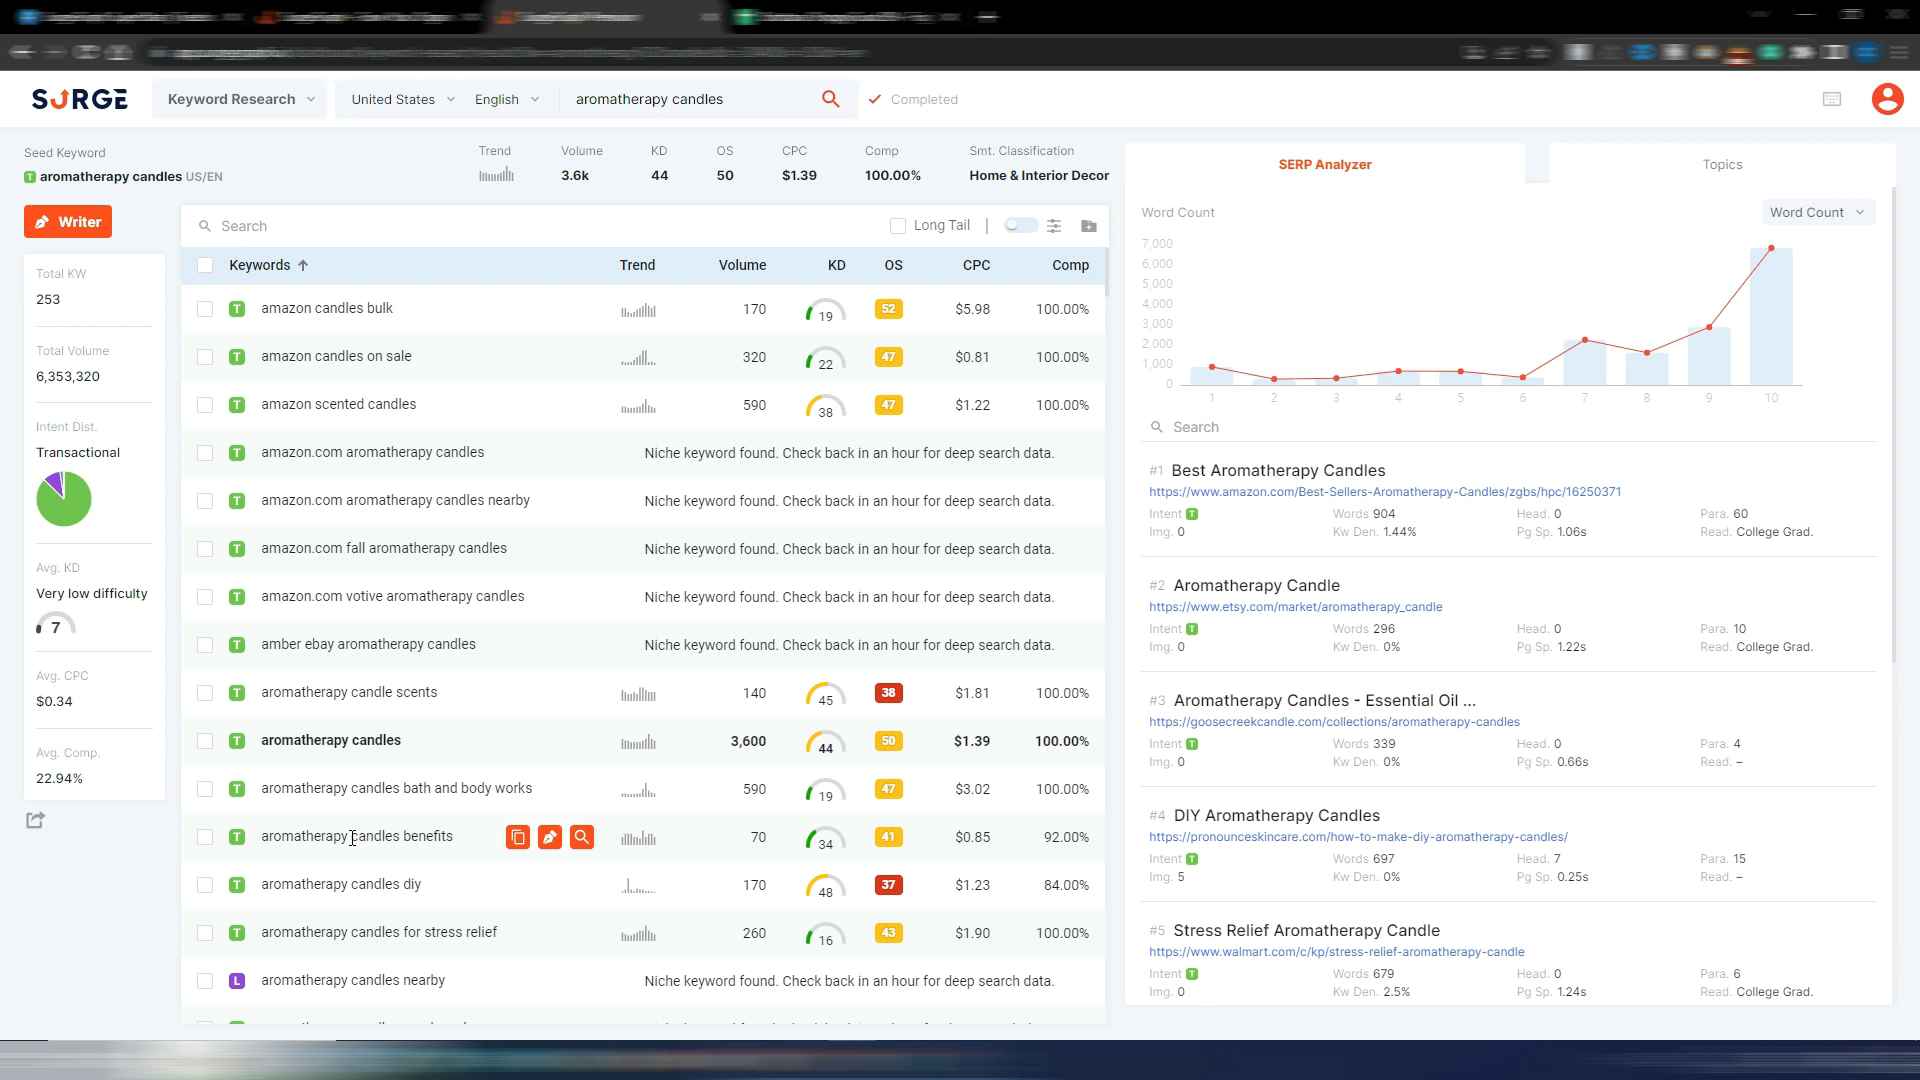 SURGE
Keyword Research
United States
English
aromatherapy candles
Completed
Seed Keyword
T aromatherapy candles US/EN
Trend Volume KD OS CPC Comp Smt. Classification
3.6k 44 50 $1.39 100.00% Home & Interior Decor
Writer
Total KW
253
Total Volume
6,353,320
Intent Dist.
Transactional
Avg. KD
Very low difficulty
7
Avg. CPC
$0.34
Avg. Comp.
22.94%
Search
Long Tail |
Keywords Trend Volume KD OS CPC Comp
T amazon candles bulk 170 19 52 $5.98 100.00%
T amazon candles on sale 320 22 47 $0.81 100.00%
T amazon scented candles 590 38 47 $1.22 100.00%
T amazon.com aromatherapy candles Niche keyword found. Check back in an hour for deep search data.
T amazon.com aromatherapy candles nearby Niche keyword found. Check back in an hour for deep search data.
T amazon.com fall aromatherapy candles Niche keyword found. Check back in an hour for deep search data.
T amazon.com votive aromatherapy candles Niche keyword found. Check back in an hour for deep search data.
T amber ebay aromatherapy candles Niche keyword found. Check back in an hour for deep search data.
T aromatherapy candle scents 140 45 38 $1.81 100.00%
T aromatherapy candles 3,600 44 50 $1.39 100.00%
T aromatherapy candles bath and body works 590 19 47 $3.02 100.00%
T aromatherapy candles benefits 70 34 41 $0.85 92.00%
T aromatherapy candles diy 170 48 37 $1.23 84.00%
T aromatherapy candles for stress relief 260 16 43 $1.90 100.00%
L aromatherapy candles nearby Niche keyword found. Check back in an hour for deep search data.
SERP Analyzer
Topics
Word Count
Word Count
7,000
6,000
5,000
4,000
3,000
2,000
1,000
0
1 2 3 4 5 6 7 8 9 10
Search
#1 Best Aromatherapy Candles
https://www.amazon.com/Best-Sellers-Aromatherapy-Candles/zgbs/hpc/16250371
Intent T Words 904 Head. 0 Para. 60
Img. 0 Kw Den. 1.44% Pg Sp. 1.06s Read. College Grad.
#2 Aromatherapy Candle
https://www.etsy.com/market/aromatherapy_candle
Intent T Words 296 Head. 0 Para. 10
Img. 0 Kw Den. 0% Pg Sp. 1.22s Read. College Grad.
#3 Aromatherapy Candles - Essential Oil ...
https://goosecreekcandle.com/collections/aromatherapy-candles
Intent T Words 339 Head. 0 Para. 4
Img. 0 Kw Den. 0% Pg Sp. 0.66s Read. –
#4 DIY Aromatherapy Candles
https://pronounceskincare.com/how-to-make-diy-aromatherapy-candles/
Intent T Words 697 Head. 7 Para. 15
Img. 5 Kw Den. 0% Pg Sp. 0.25s Read. –
#5 Stress Relief Aromatherapy Candle
https://www.walmart.com/c/kp/stress-relief-aromatherapy-candle
Intent T Words 679 Head. 0 Para. 6
Img. 0 Kw Den. 2.5% Pg Sp. 1.24s Read. College Grad.